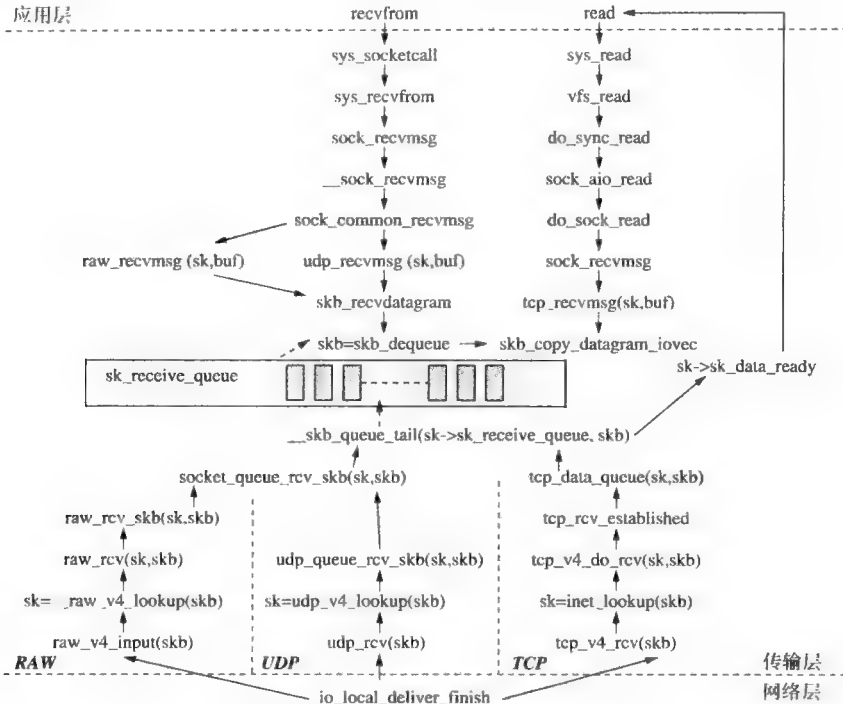 应用层 recvfrom read
sys_socketcall sys_read
sys_recvfrom vfs_read
sock_recvmsg do_sync_read
__sock_recvmsg sock_aio_read
sock_common_recvmsg do_sock_read
raw_recvmsg (sk,buf) udp_recvmsg (sk,buf) sock_recvmsg
skb_recvdatagram tcp_recvmsg(sk,buf)
skb=skb_dequeue skb_copy_datagram_iovec
sk_receive_queue sk->sk_data_ready
__skb_queue_tail(sk->sk_receive_queue, skb)
socket_queue_rcv_skb(sk,skb) tcp_data_queue(sk,skb)
raw_rcv_skb(sk,skb) tcp_rcv_established
raw_rcv(sk,skb) udp_queue_rcv_skb(sk,skb) tcp_v4_do_rcv(sk,skb)
sk= _raw_v4_lookup(skb) sk=udp_v4_lookup(skb) sk=inet_lookup(skb)
raw_v4_input(skb) udp_rcv(skb) tcp_v4_rcv(skb)
RAW UDP TCP 传输层
io_local_deliver_finish 网络层